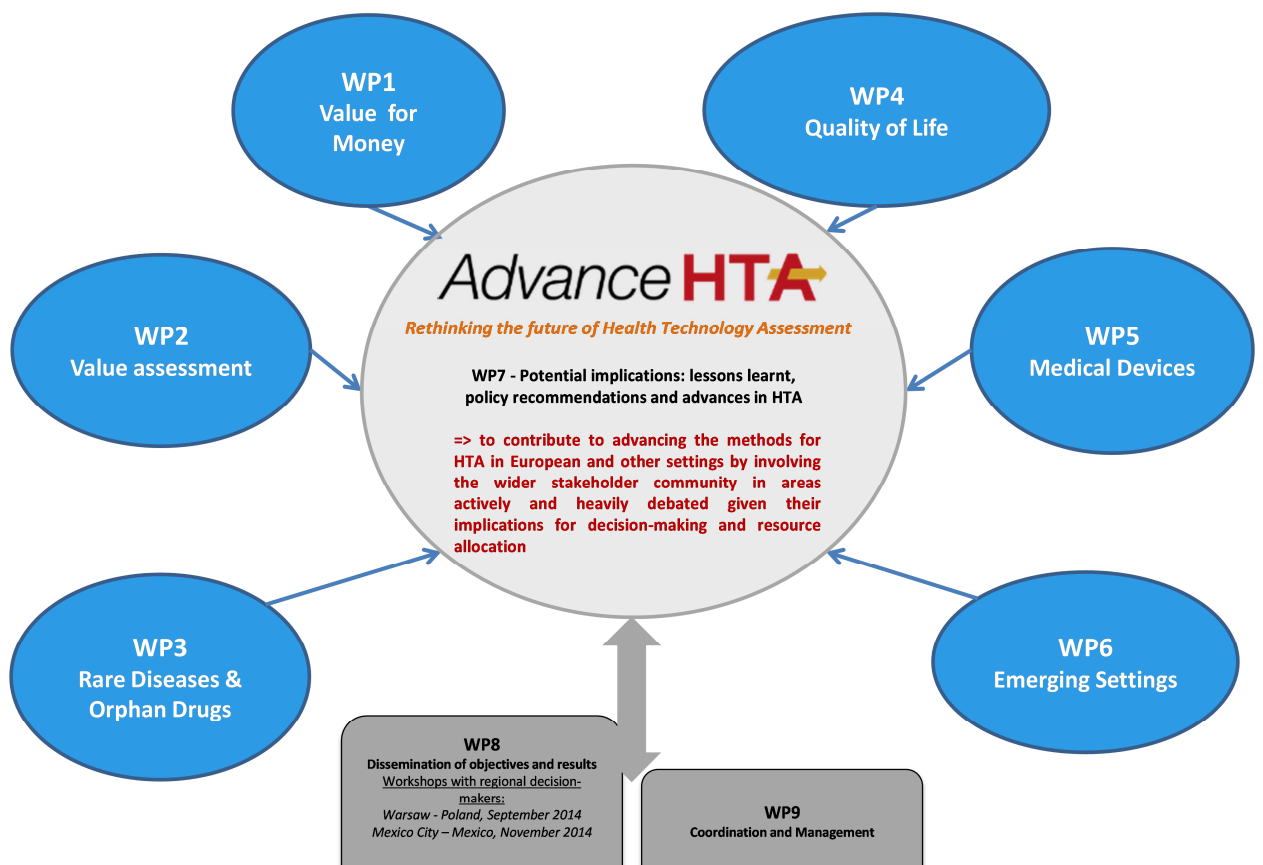 WP1
Value for
Money
WP4
Quality of Life
Advance HTA
Rethinking the future of Health Technology Assessment
WP2
Value assessment
WP5
Medical Devices
WP7 - Potential implications: lessons learnt,
policy recommendations and advances in HTA
=> to contribute to advancing the methods for
HTA in European and other settings by involving
the wider stakeholder community in areas
actively and heavily debated given their
implications for decision-making and resource
allocation
WP3
Rare Diseases &
Orphan Drugs
WP6
Emerging Settings
WP8
Dissemination of objectives and results
Workshops with regional decision-
makers:
Warsaw - Poland, September 2014
Mexico City – Mexico, November 2014
WP9
Coordination and Management